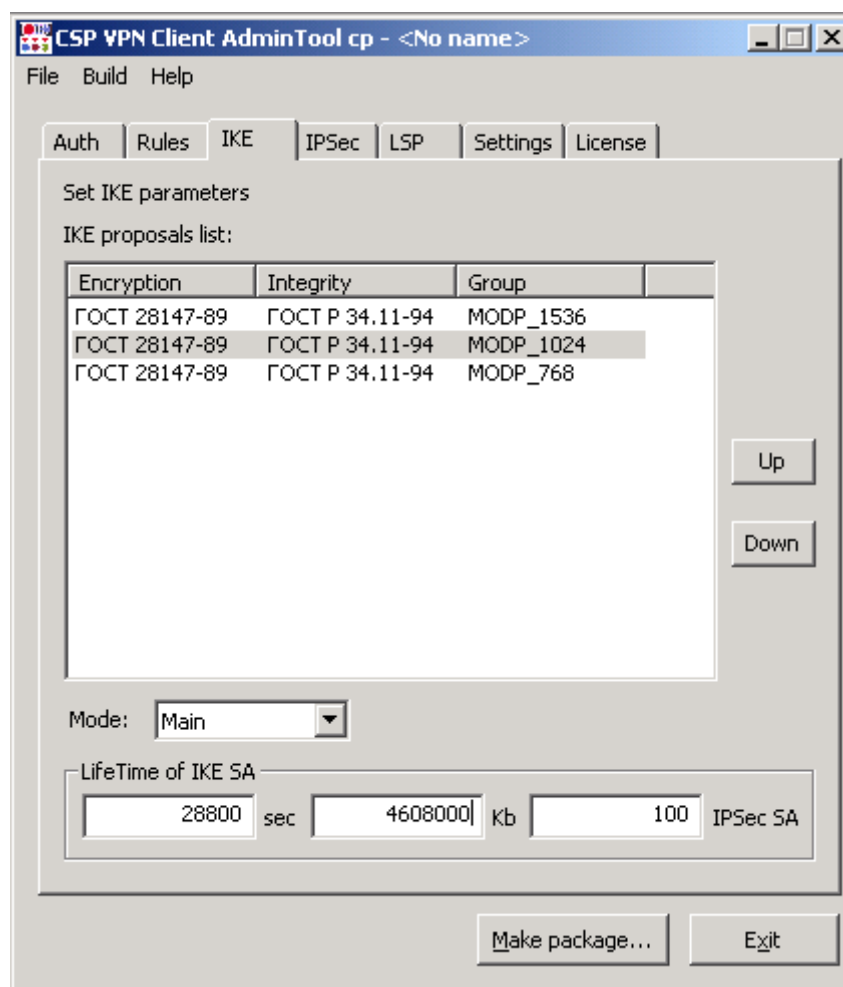 CSP VPN Client AdminTool cp - <No name>
File Build Help
Auth Rules IKE IPSec LSP Settings License
Set IKE parameters
IKE proposals list:
Encryption Integrity Group
ГОСТ 28147-89 ГОСТ Р 34.11-94 MODP_1536
ГОСТ 28147-89 ГОСТ Р 34.11-94 MODP_1024
ГОСТ 28147-89 ГОСТ Р 34.11-94 MODP_768
Up
Down
Mode: Main
LifeTime of IKE SA
28800 sec 4608000 Kb 100 IPSec SA
Make package... Exit